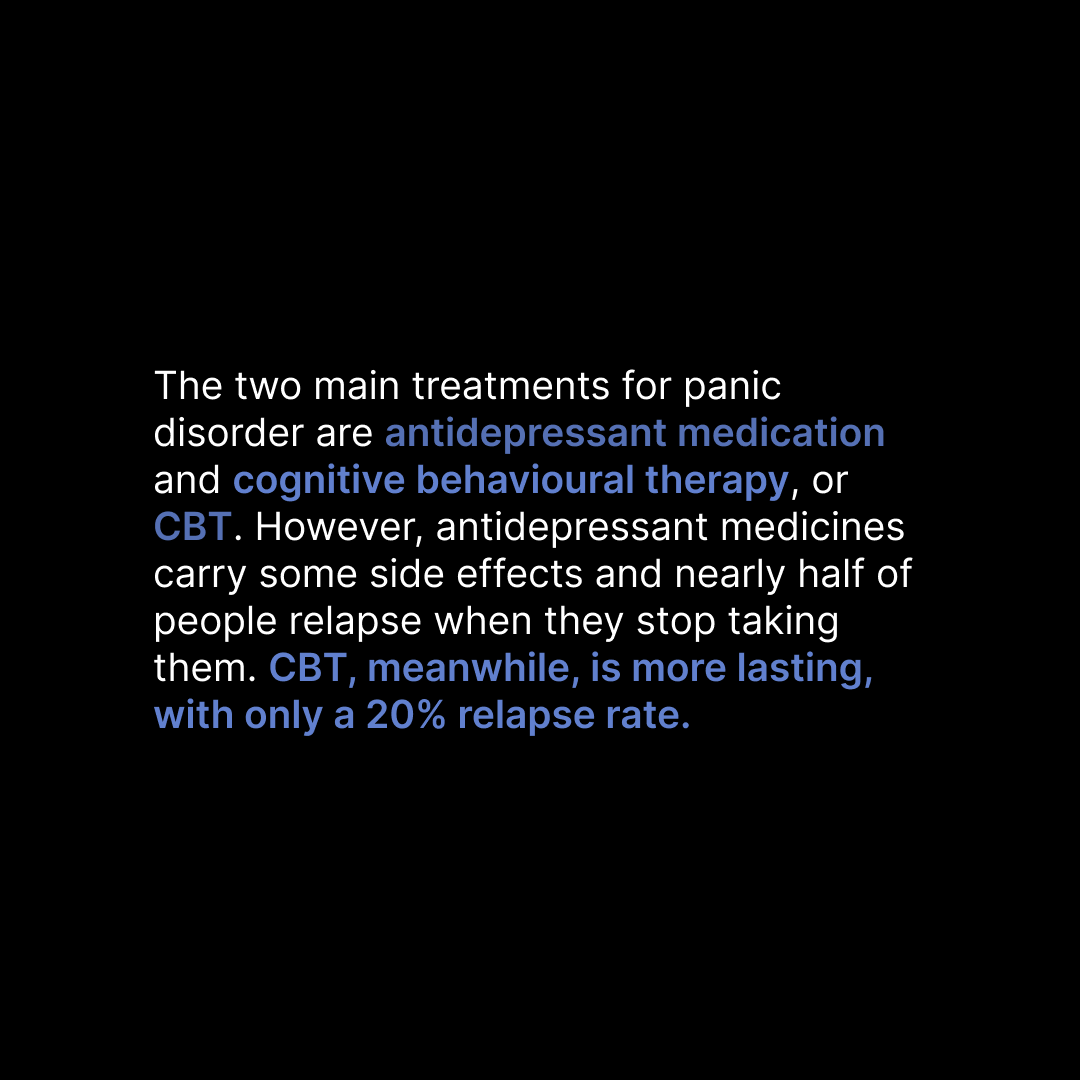 The two main treatments for panic
disorder are antidepressant medication
and cognitive behavioural therapy, or
CBT. However, antidepressant medicines
carry some side effects and nearly half of
people relapse when they stop taking
them. CBT, meanwhile, is more lasting,
with only a 20% relapse rate.